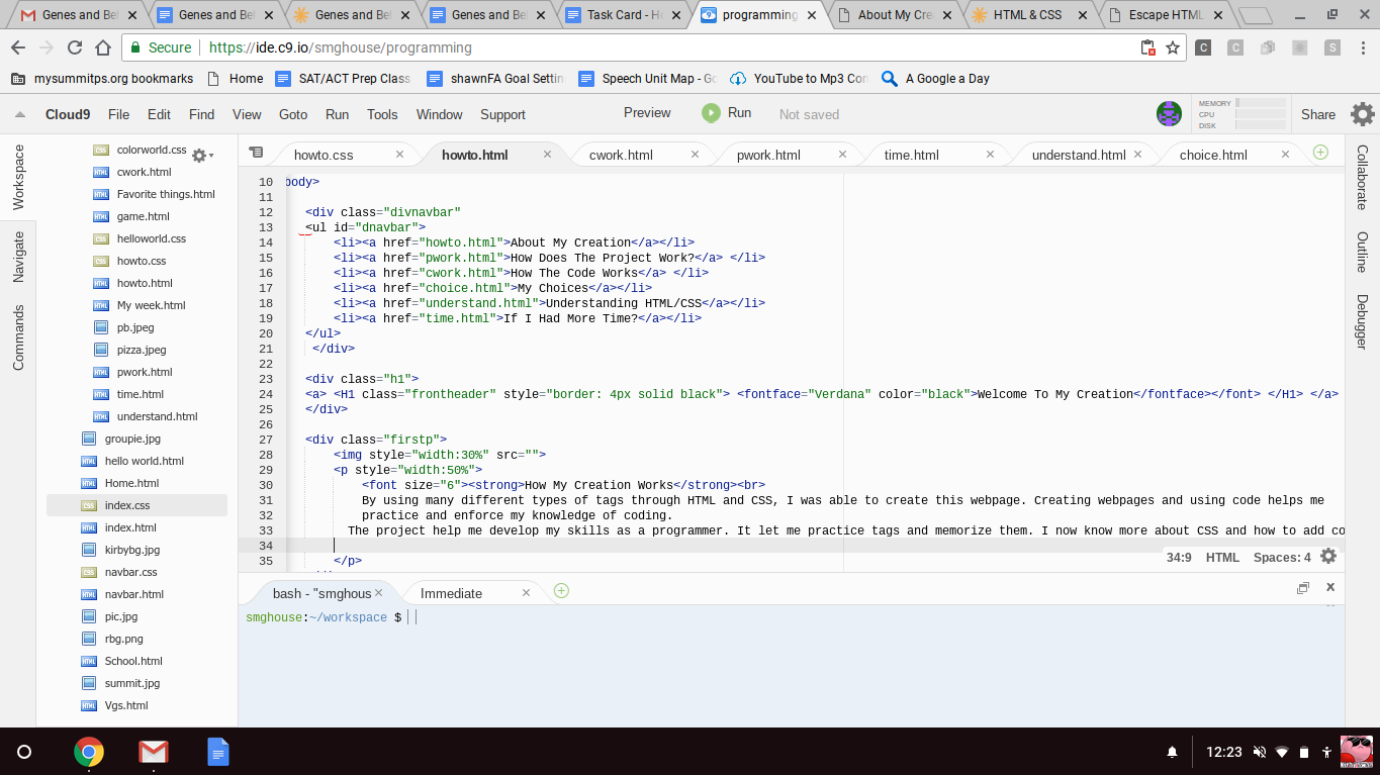 Genes and Be
Genes and Bel
Genes and Bel
Genes and Bel
Task Card - H
programming
About My Cre
HTML & CSS
Escape HTML
Secure
https://ide.c9.io/smghouse/programming
mysummitps.org bookmarks
Home
SAT/ACT Prep Class
shawnFA Goal Settin
Speech Unit Map - Go
YouTube to Mp3 Con
A Google a Day
Cloud9 File Edit Find View Goto Run Tools Window Support
Preview
Run
Not saved
MEMORY
CPU
DISK
Share
Workspace
Navigate
Commands
colorworld.css
cwork.html
Favorite things.html
game.html
helloworld.css
howto.css
howto.html
My week.html
pb.jpeg
pizza.jpeg
pwork.html
time.html
understand.html
groupie.jpg
hello world.html
Home.html
index.css
index.html
kirbybg.jpg
navbar.css
navbar.html
pic.jpg
rbg.png
School.html
summit.jpg
Vgs.html
howto.css
howto.html
cwork.html
pwork.html
time.html
understand.html
choice.html
10 body>
11
12 <div class="divnavbar"
13 <ul id="dnavbar">
14 <li><a href="howto.html">About My Creation</a></li>
15 <li><a href="pwork.html">How Does The Project Work?</a> </li>
16 <li><a href="cwork.html">How The Code Works</a> </li>
17 <li><a href="choice.html">My Choices</a></li>
18 <li><a href="understand.html">Understanding HTML/CSS</a></li>
19 <li><a href="time.html">If I Had More Time?</a></li>
20 </ul>
21 </div>
22
23 <div class="h1">
24 <a> <H1 class="frontheader" style="border: 4px solid black"> <fontface="Verdana" color="black">Welcome To My Creation</fontface></font> </H1> </a>
25 </div>
26
27 <div class="firstp">
28 <img style="width:30%" src="">
29 <p style="width:50%">
30 <font size="6"><strong>How My Creation Works</strong><br>
31 By using many different types of tags through HTML and CSS, I was able to create this webpage. Creating webpages and using code helps me
32 practice and enforce my knowledge of coding.
33 The project help me develop my skills as a programmer. It let me practice tags and memorize them. I now know more about CSS and how to add co
34
35 </p>
34:9 HTML Spaces: 4
Collaborate
Outline
Debugger
bash - "smghous
Immediate
smghouse:~/workspace $
12:23